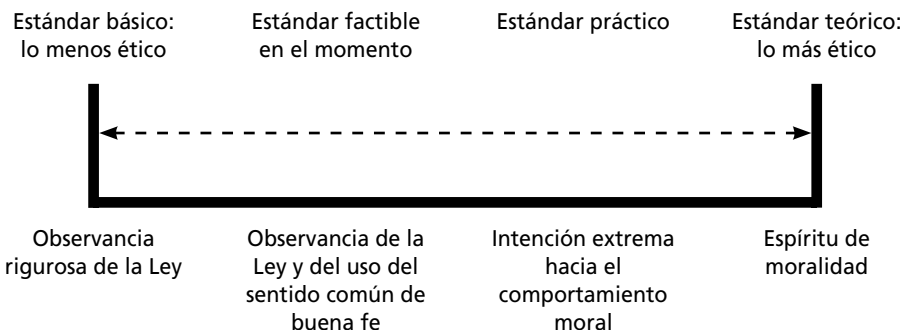 Estándar básico:
lo menos ético
Estándar factible
en el momento
Estándar práctico
Estándar teórico:
lo más ético
Observancia
rigurosa de la Ley
Observancia de la
Ley y del uso del
sentido común de
buena fe
Intención extrema
hacia el
comportamiento
moral
Espíritu de
moralidad